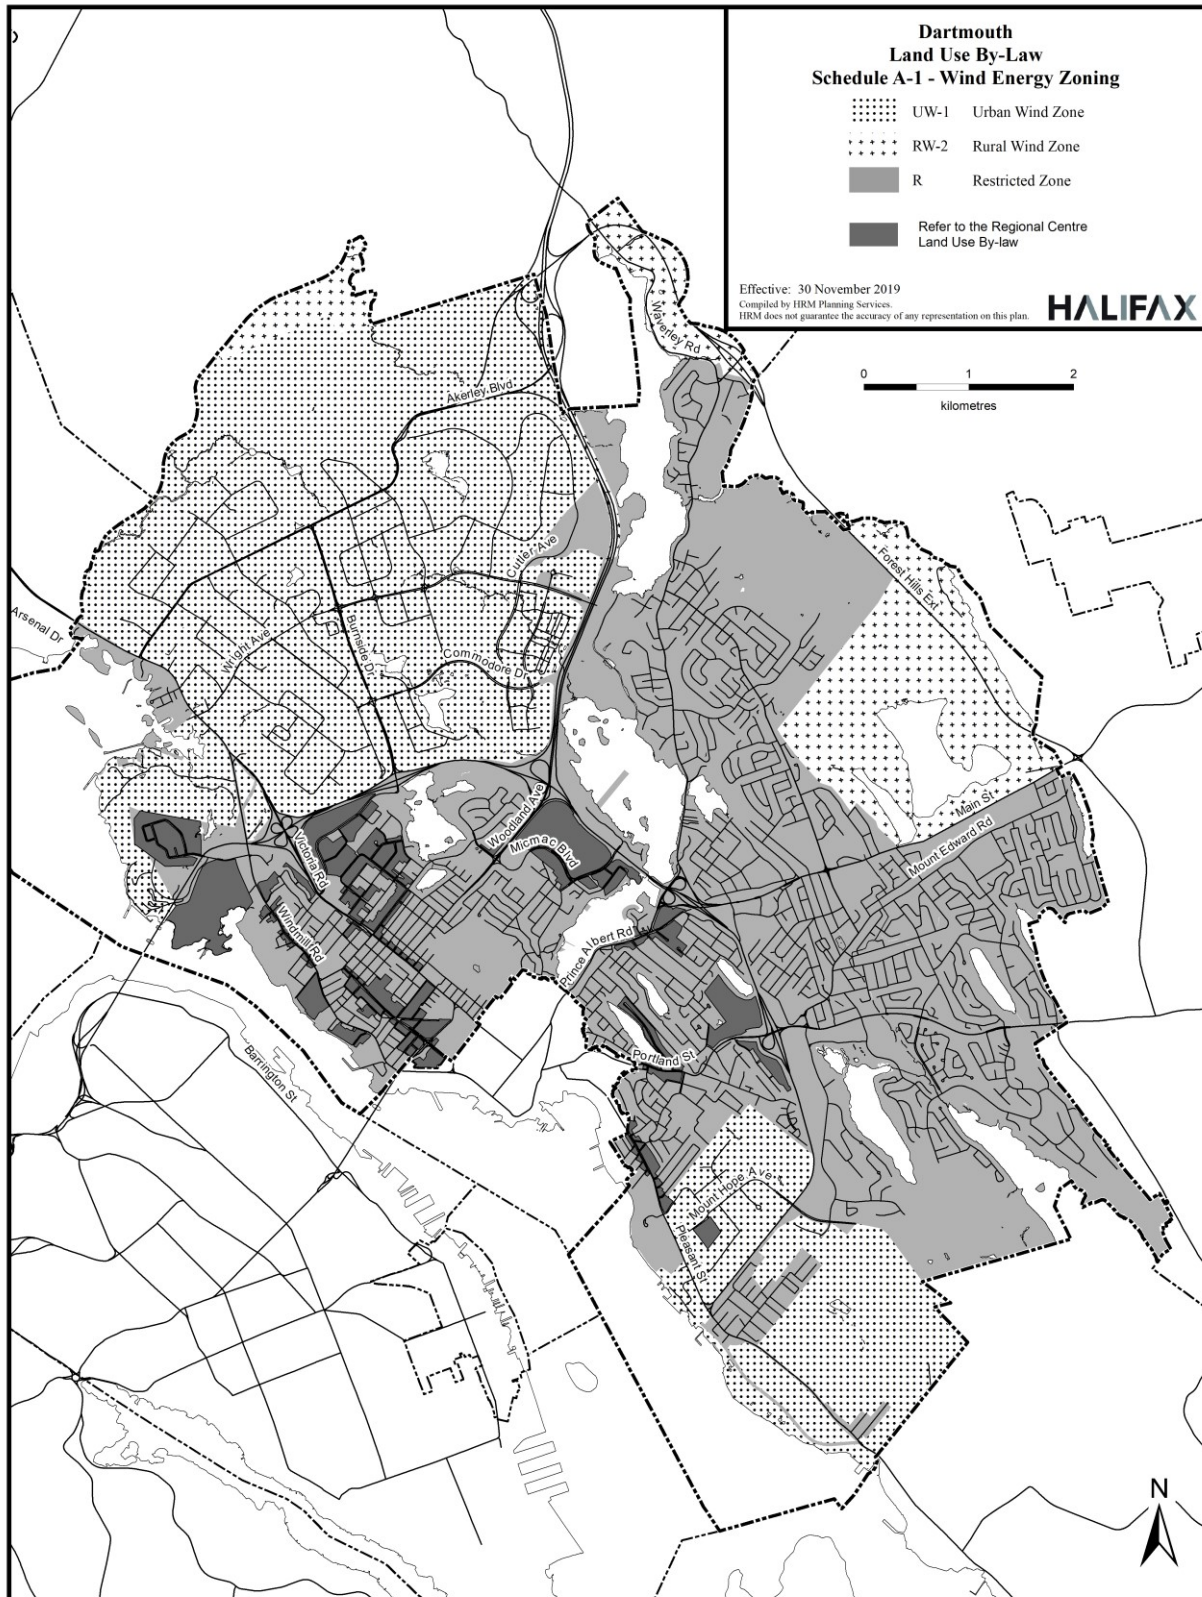 Dartmouth
Land Use By-Law
Schedule A-1 - Wind Energy Zoning
UW-1 Urban Wind Zone
RW-2 Rural Wind Zone
R Restricted Zone
Refer to the Regional Centre
Land Use By-law
Effective: 30 November 2019
Compiled by HRM Planning Services.
HRM does not guarantee the accuracy of any representation on this plan.
HALIFAX
0 1 2
kilometres
Waverley Rd
Akerley Blvd
Cutler Ave
Forest Hills Ext
Arsenal Dr
Wright Ave
Burnside Dr
Commodore Dr
Main St
Mount Edward Rd
Woodland Ave
Micmac Blvd
Victoria Rd
Windmill Rd
Prince Albert Rd
Portland St
Barrington St
Mount Hope Ave
Pleasant St
N